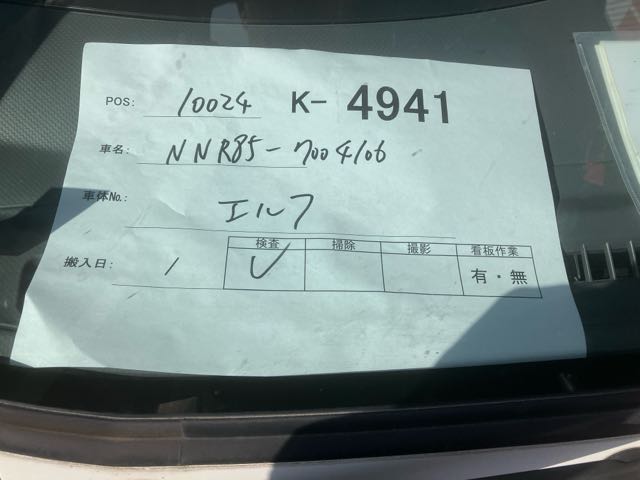 POS: 10024 K-4941
車名: NNR85-7004106
車体No. エルフ
検査 掃除 撮影 看板作業
搬入日: / ✓ 有・無